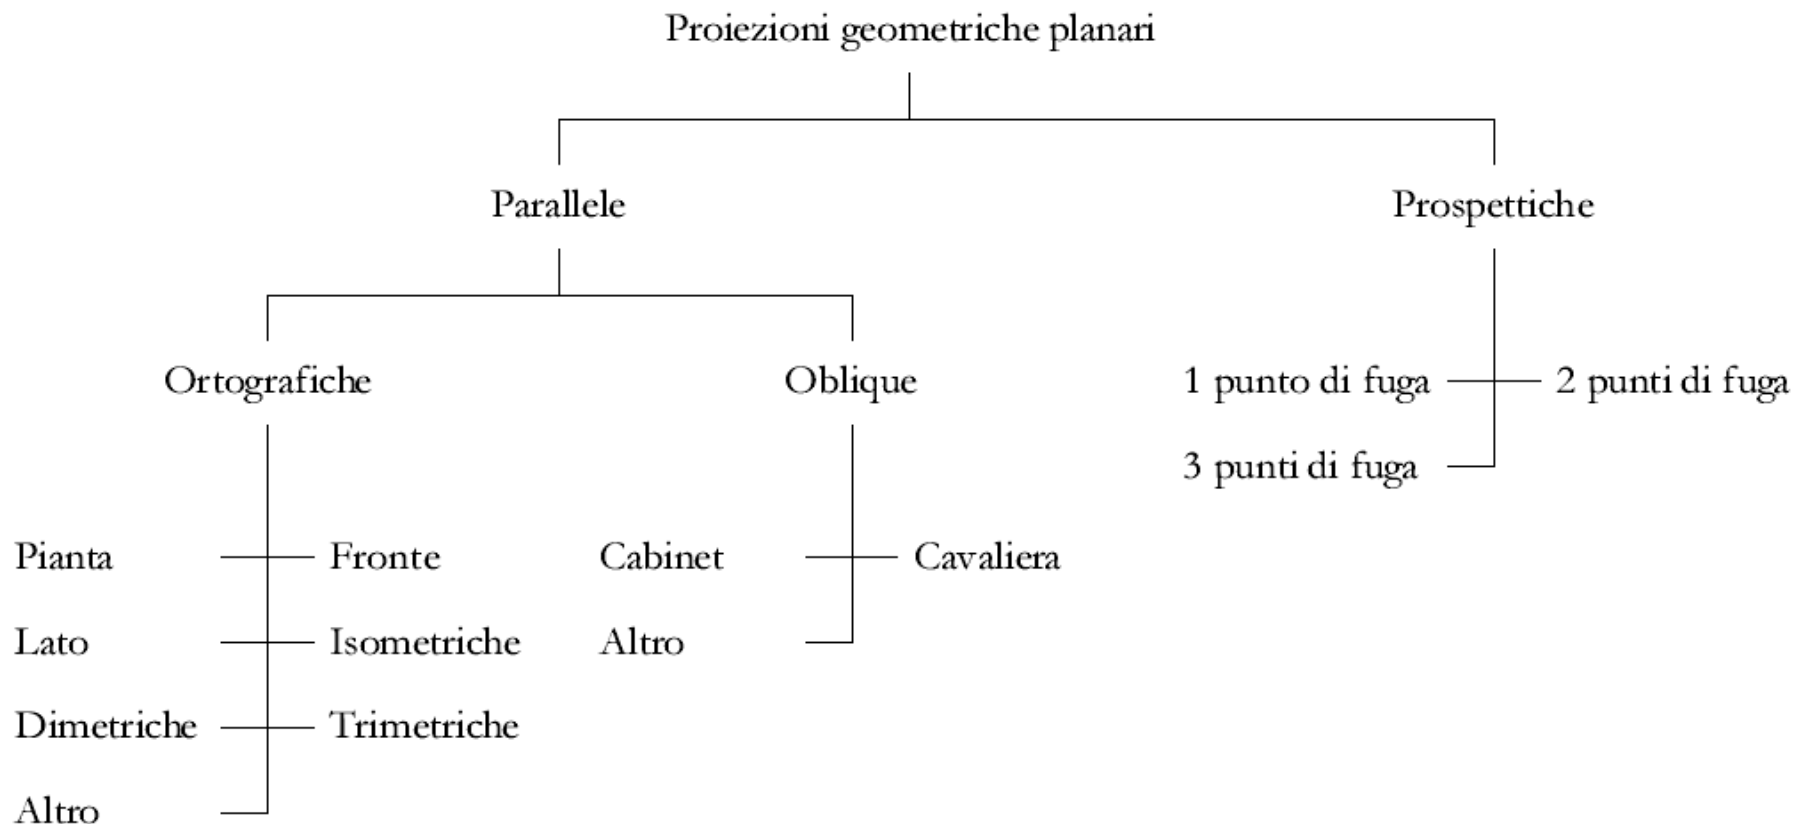 Proiezioni geometriche planari
Parallele
Prospettiche
Ortografiche
Oblique
1 punto di fuga
2 punti di fuga
3 punti di fuga
Pianta
Fronte
Cabinet
Cavaliera
Lato
Isometriche
Altro
Dimetriche
Trimetriche
Altro